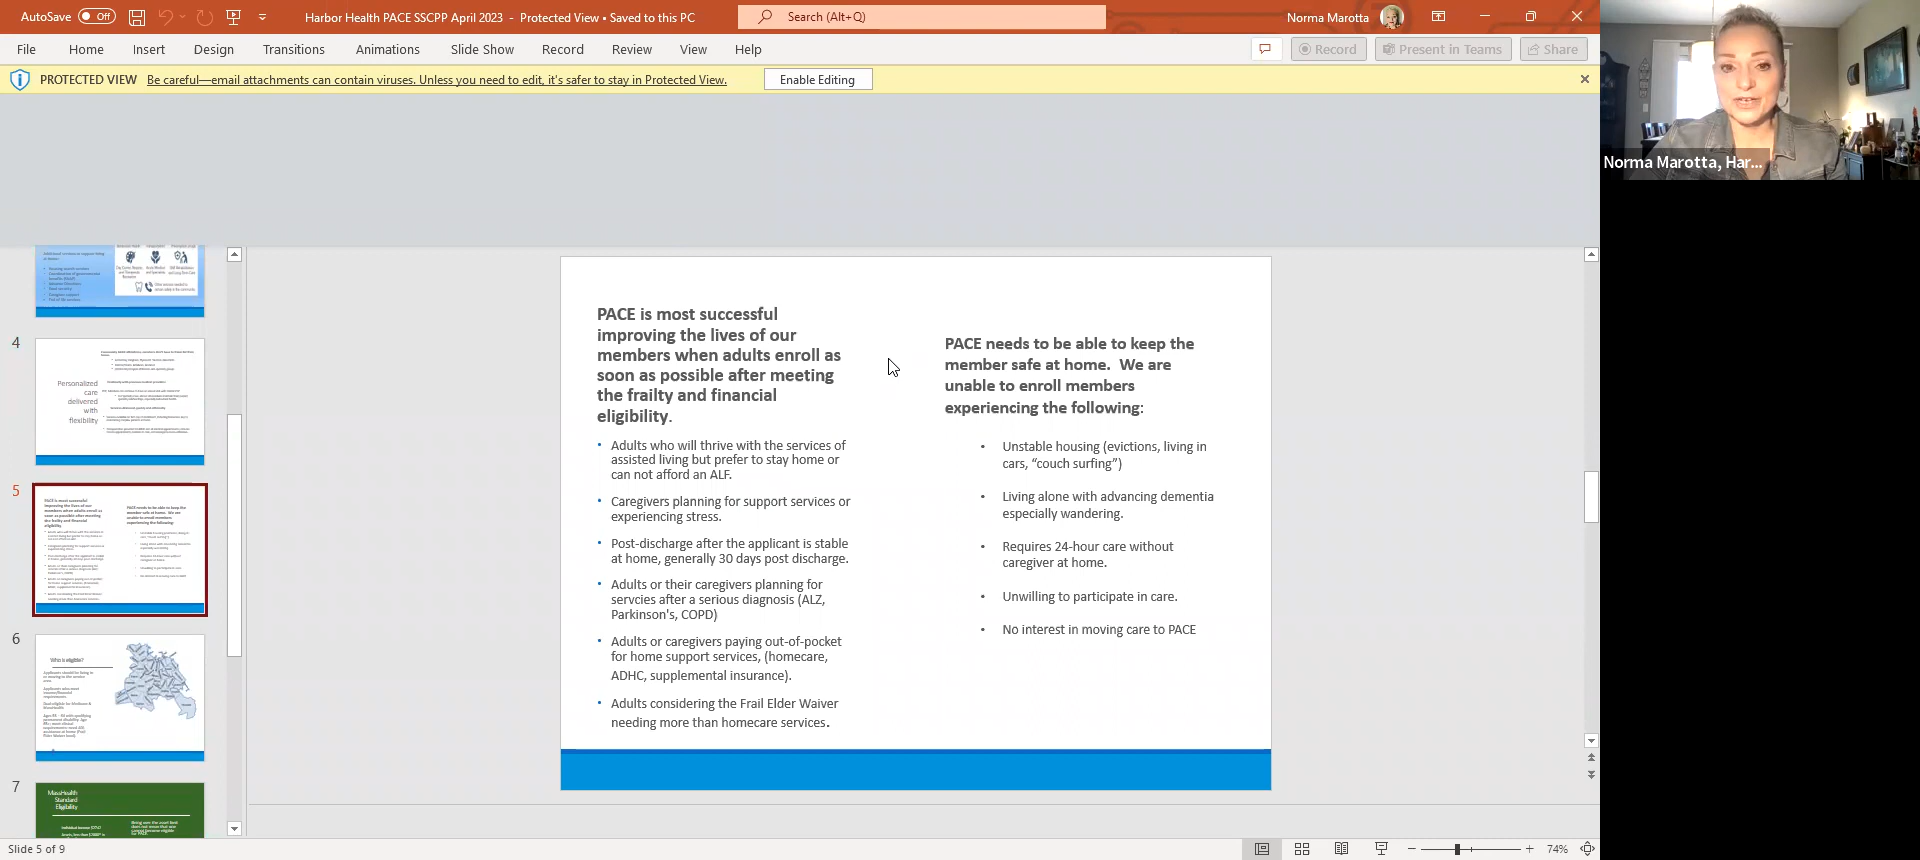 AutoSave Off
Harbor Health PACE SSCPP April 2023 - Protected View • Saved to this PC
Search (Alt+Q)
Norma Marotta
File Home Insert Design Transitions Animations Slide Show Record Review View Help
Record Present in Teams Share
PROTECTED VIEW Be careful—email attachments can contain viruses. Unless you need to edit, it's safer to stay in Protected View. Enable Editing
Norma Marotta, Har...
4
Personalized
care
delivered
with
flexibility
5
6
Who is eligible?
7
MassHealth
Standard
Eligibility
PACE is most successful
improving the lives of our
members when adults enroll as
soon as possible after meeting
the frailty and financial
eligibility.
• Adults who will thrive with the services of
assisted living but prefer to stay home or
can not afford an ALF.
• Caregivers planning for support services or
experiencing stress.
• Post-discharge after the applicant is stable
at home, generally 30 days post discharge.
• Adults or their caregivers planning for
servcies after a serious diagnosis (ALZ,
Parkinson's, COPD)
• Adults or caregivers paying out-of-pocket
for home support services, (homecare,
ADHC, supplemental insurance).
• Adults considering the Frail Elder Waiver
needing more than homecare services.
PACE needs to be able to keep the
member safe at home. We are
unable to enroll members
experiencing the following:
• Unstable housing (evictions, living in
cars, “couch surfing”)
• Living alone with advancing dementia
especially wandering.
• Requires 24-hour care without
caregiver at home.
• Unwilling to participate in care.
• No interest in moving care to PACE
Slide 5 of 9
74%